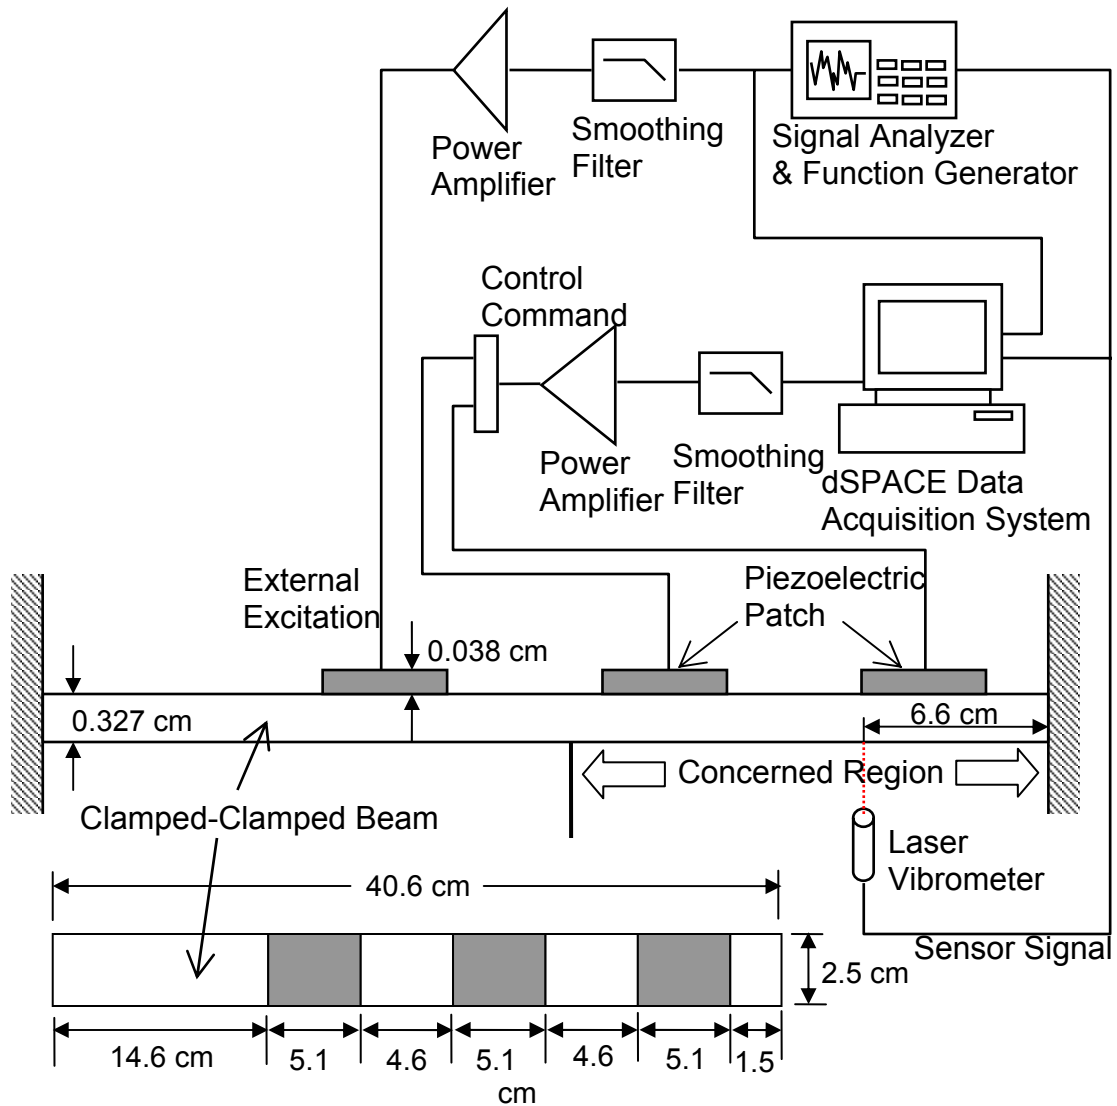 Power
Amplifier
Smoothing
Filter
Signal Analyzer
& Function Generator
Control
Command
Power
Amplifier
Smoothing
Filter
dSPACE Data
Acquisition System
External
Excitation
Piezoelectric
Patch
0.038 cm
0.327 cm
6.6 cm
Concerned Region
Clamped-Clamped Beam
Laser
Vibrometer
40.6 cm
Sensor Signal
2.5 cm
14.6 cm
5.1
4.6
5.1
4.6
5.1
1.5
cm